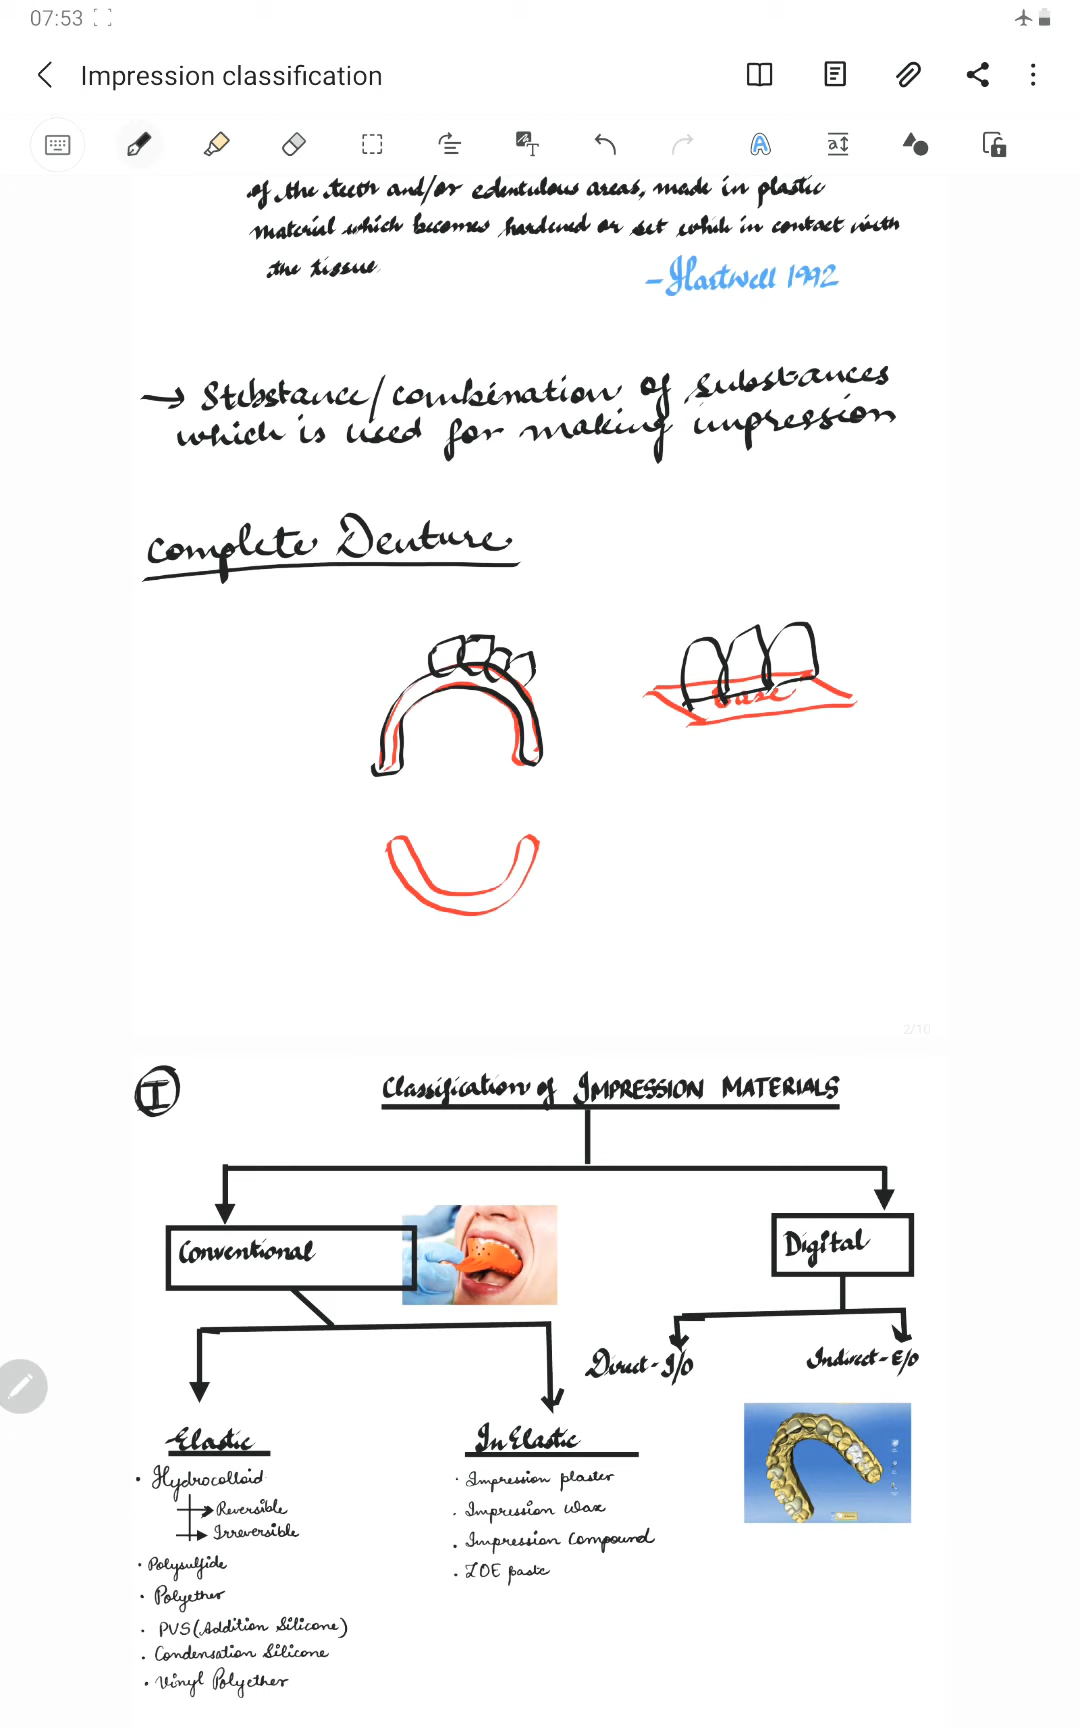 07:53
Impression classification
of the teeth and/or edentulous areas, made in plastic
material which becomes hardened or set while in contact with
the tissue
- Hartwell 1992
→ Substance/combination of substances
which is used for making impression
Complete Denture
base
2/10
I
Classification of IMPRESSION MATERIALS
Conventional
Digital
Direct - I/O
Indirect - E/O
Elastic
InElastic
· Hydrocolloid
→ Reversible
→ Irreversible
· Polysulfide
· Polyether
· PVS (Addition Silicone)
· Condensation Silicone
· Vinyl Polyether
· Impression plaster
· Impression wax
· Impression Compound
· ZOE paste